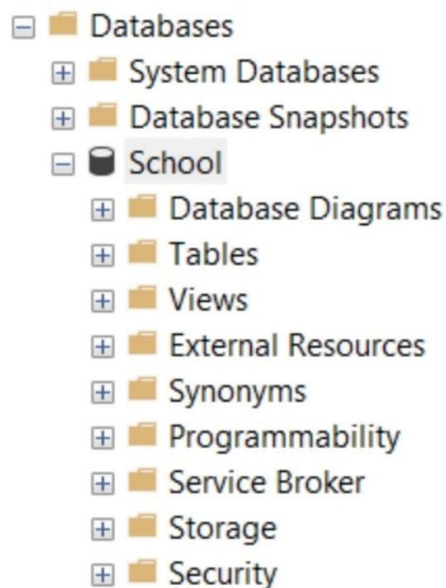 Databases
System Databases
Database Snapshots
School
Database Diagrams
Tables
Views
External Resources
Synonyms
Programmability
Service Broker
Storage
Security